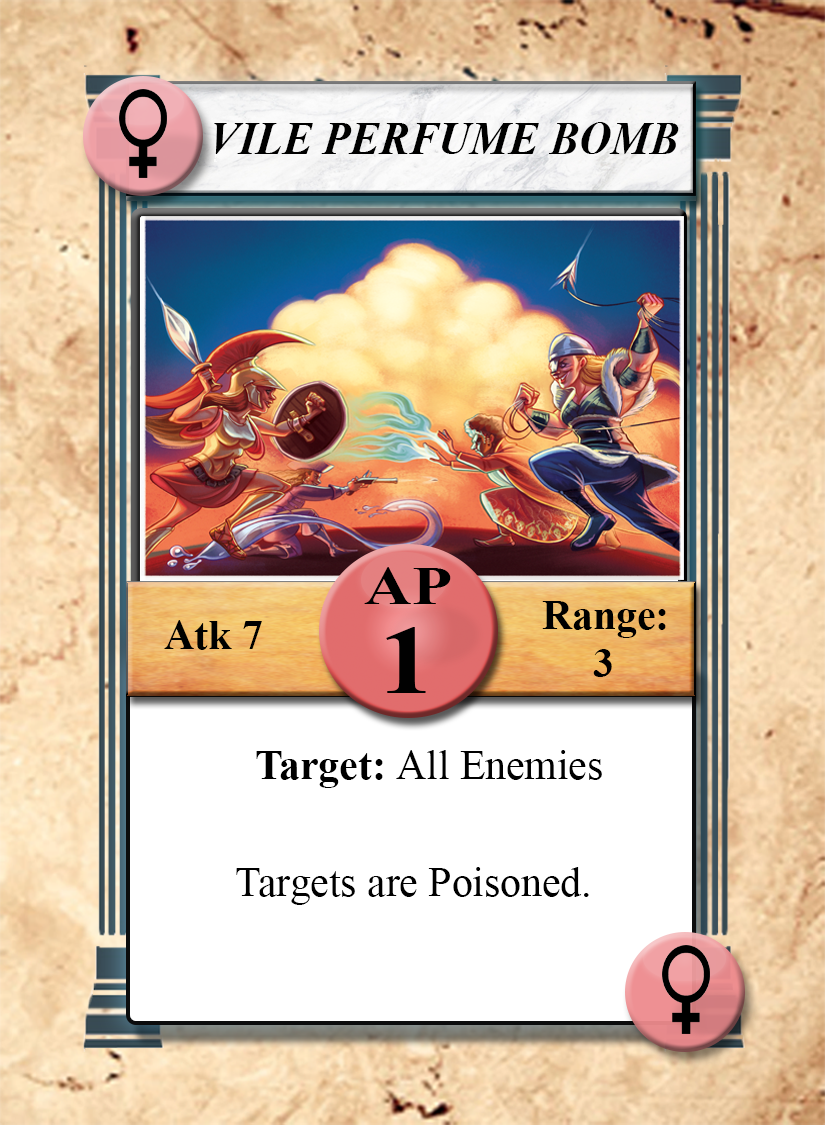 VILE PERFUME BOMB
AP
1
Atk 7
Range:
3
Target: All Enemies
Targets are Poisoned.